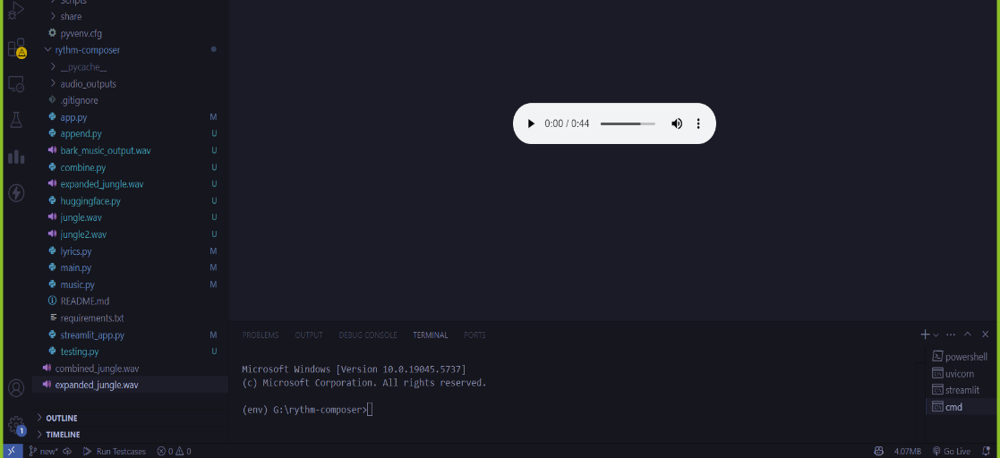 Scripts
share
pyvenv.cfg
rythm-composer
__pycache__
audio_outputs
.gitignore
app.py M
append.py U
bark_music_output.wav U
combine.py U
expanded_jungle.wav U
huggingface.py U
jungle.wav U
jungle2.wav U
lyrics.py M
main.py M
music.py M
README.md
requirements.txt
streamlit_app.py M
testing.py U
combined_jungle.wav
expanded_jungle.wav
OUTLINE
TIMELINE
1
0:00 / 0:44
PROBLEMS OUTPUT DEBUG CONSOLE TERMINAL PORTS
Microsoft Windows [Version 10.0.19045.5737]
(c) Microsoft Corporation. All rights reserved.
(env) G:\rythm-composer>
powershell
uvicorn
streamlit
cmd
new* Run Testcases 0 0 4.07MB Go Live